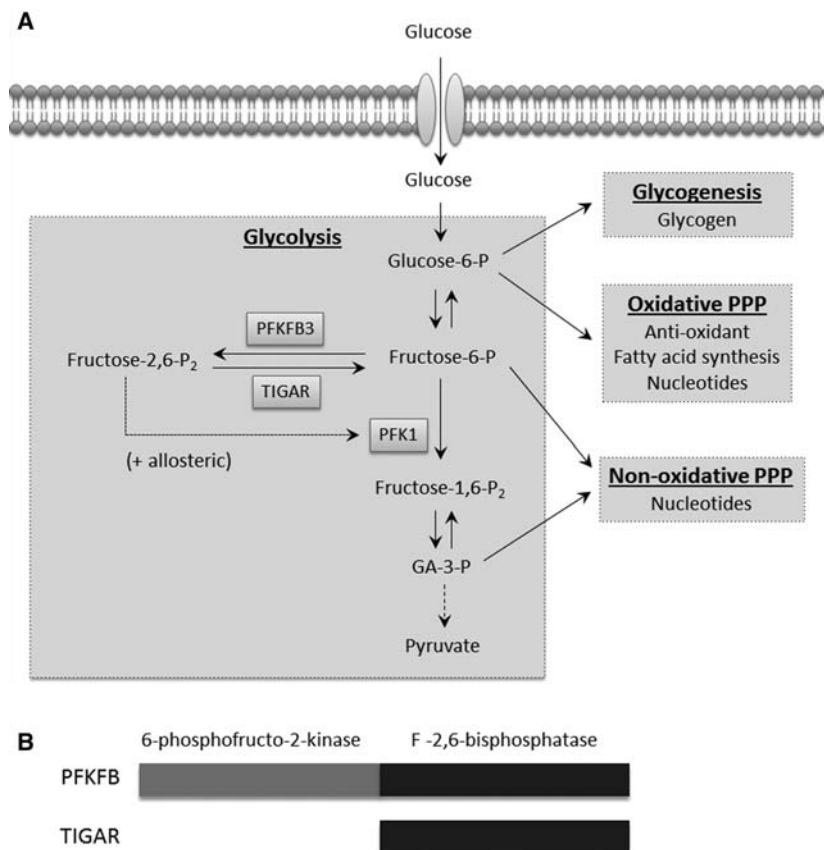 A
Glucose
Glucose
Glycogenesis
Glycogen
Glycolysis
Glucose-6-P
Oxidative PPP
Anti-oxidant
Fatty acid synthesis
Nucleotides
PFKFB3
Fructose-2,6-P₂
Fructose-6-P
TIGAR
PFK1
(+ allosteric)
Non-oxidative PPP
Nucleotides
Fructose-1,6-P₂
GA-3-P
Pyruvate
B
6-phosphofructo-2-kinase
F -2,6-bisphosphatase
PFKFB
TIGAR